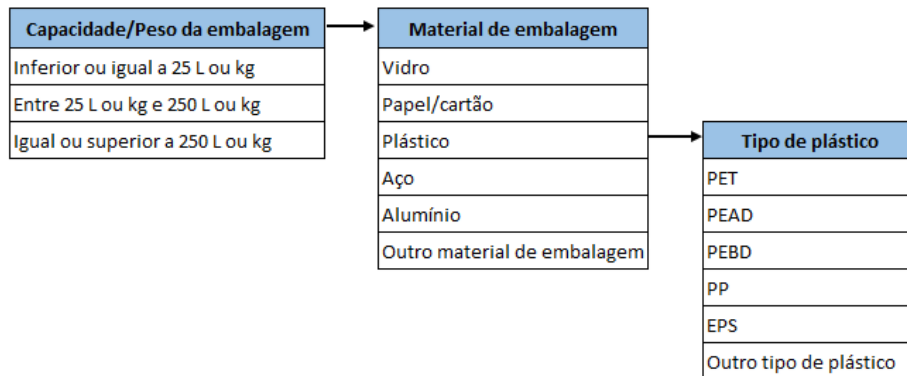 Capacidade/Peso da embalagem
Inferior ou igual a 25 L ou kg
Entre 25 L ou kg e 250 L ou kg
Igual ou superior a 250 L ou kg
Material de embalagem
Vidro
Papel/cartão
Plástico
Aço
Alumínio
Outro material de embalagem
Tipo de plástico
PET
PEAD
PEBD
PP
EPS
Outro tipo de plástico